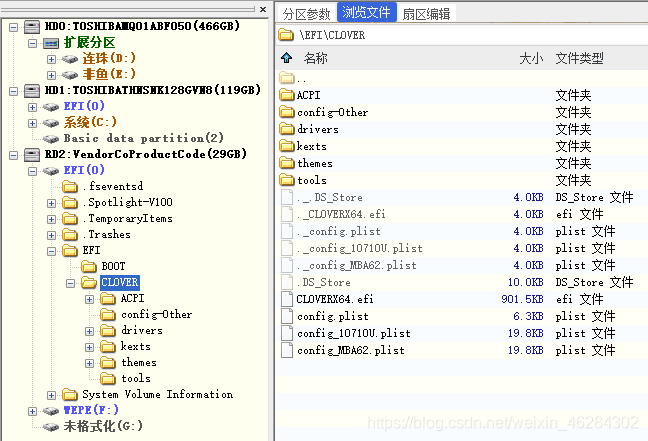 HD0:TOSHIBAMQ01ABF050(466GB)
扩展分区
连珠(D:)
丰鱼(E:)
HD1:TOSHIBATHNSNK128GVN8(119GB)
EFI(0)
系统(C:)
Basic data partition(2)
RD2:VendorCoProductCode(29GB)
EFI(0)
.fseventsd
.Spotlight-V100
.TemporaryItems
.Trashes
EFI
BOOT
CLOVER
ACPI
config-Other
drivers
kexts
themes
tools
System Volume Information
WEPE(F:)
未格式化(G:)
分区参数 浏览文件 扇区编辑
\EFI\CLOVER
名称 大小 文件类型
..
ACPI 文件夹
config-Other 文件夹
drivers 文件夹
kexts 文件夹
themes 文件夹
tools 文件夹
._.DS_Store 4.0KB DS_Store 文件
._CLOVERX64.efi 4.0KB efi 文件
._config.plist 4.0KB plist 文件
._config_10710U.plist 4.0KB plist 文件
._config_MBA62.plist 4.0KB plist 文件
.DS_Store 10.0KB DS_Store 文件
CLOVERX64.efi 901.5KB efi 文件
config.plist 6.3KB plist 文件
config_10710U.plist 19.8KB plist 文件
config_MBA62.plist 19.8KB plist 文件
https://blog.csdn.net/weixin_46284302